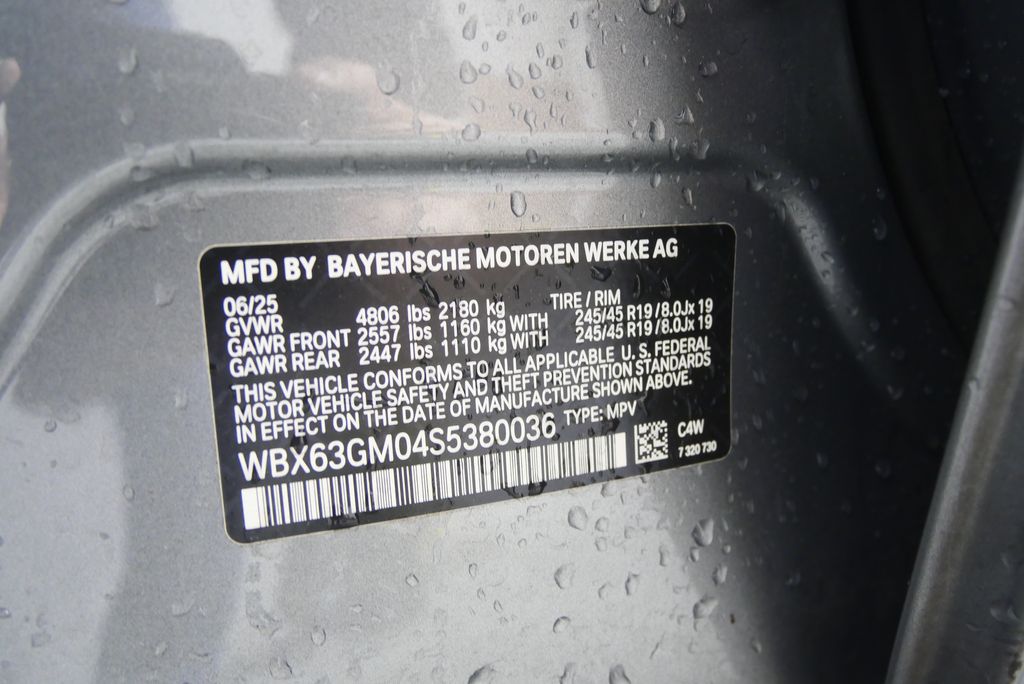 MFD BY BAYERISCHE MOTOREN WERKE AG
06/25 TIRE / RIM
GVWR 4806 lbs 2180 kg
GAWR FRONT 2557 lbs 1160 kg WITH 245/45 R19 / 8.0Jx 19
GAWR REAR 2447 lbs 1110 kg WITH 245/45 R19 / 8.0Jx 19
THIS VEHICLE CONFORMS TO ALL APPLICABLE U. S. FEDERAL
MOTOR VEHICLE SAFETY AND THEFT PREVENTION STANDARDS
IN EFFECT ON THE DATE OF MANUFACTURE SHOWN ABOVE.
WBX63GM04S5380036 TYPE: MPV
C4W
7 320 730